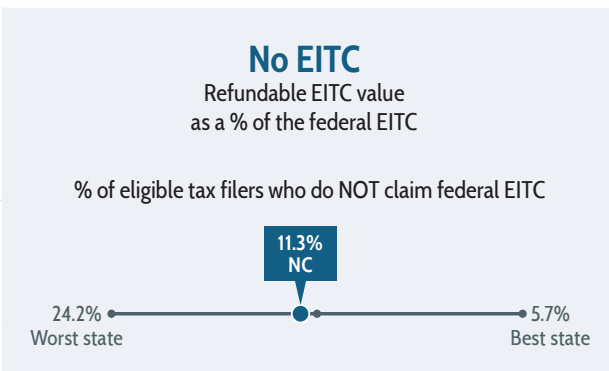 No EITC
Refundable EITC value
as a % of the federal EITC
% of eligible tax filers who do NOT claim federal EITC
11.3%
NC
24.2%
Worst state
5.7%
Best state